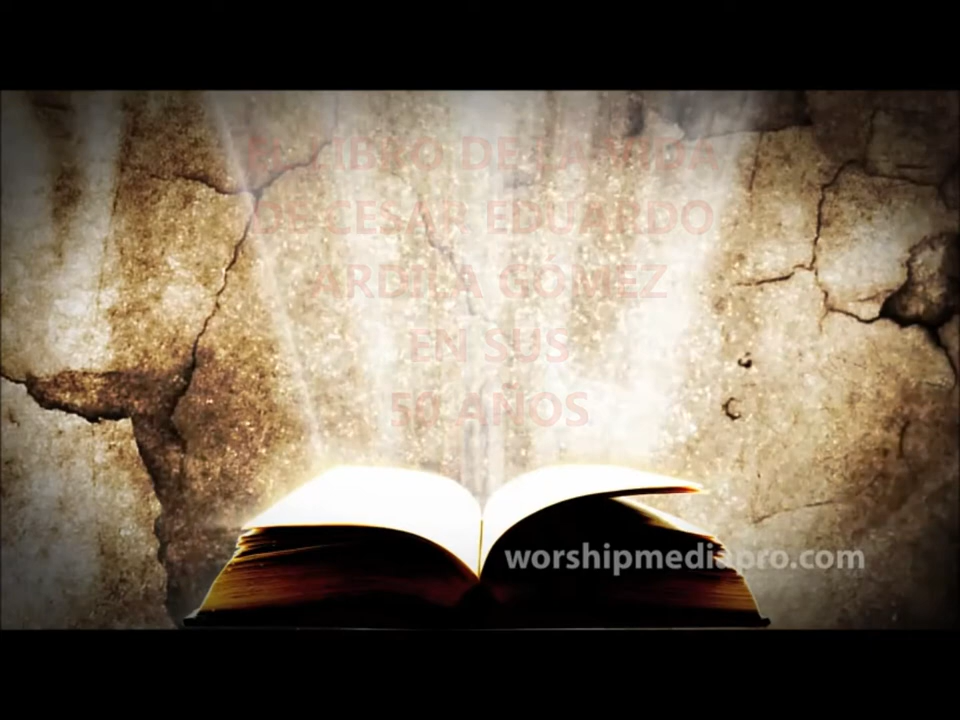 EL LIBRO DE LA VIDA
DE CESAR EDUARDO
ARDILA GÓMEZ
EN SUS
50 AÑOS
worshipmediapro.com